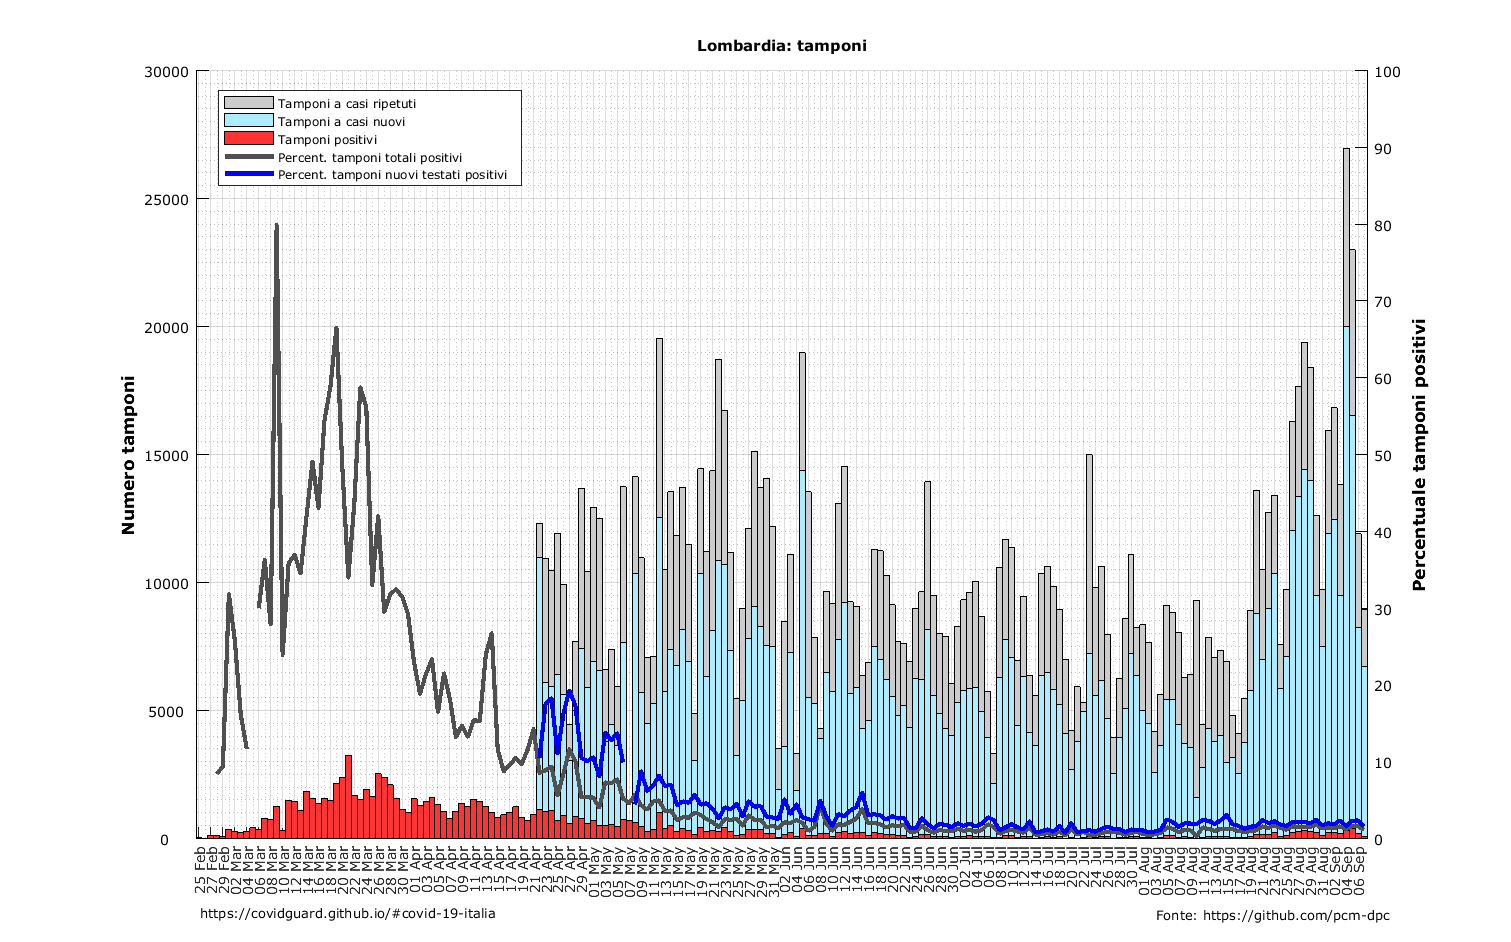 Lombardia: tamponi
30000
25000
20000
15000
10000
5000
0
Numero tamponi
Tamponi a casi ripetuti
Tamponi a casi nuovi
Tamponi positivi
Percent. tamponi totali positivi
Percent. tamponi nuovi testati positivi
100
90
80
70
60
50
40
30
20
10
0
Percentuale tamponi positivi
25 Feb
27 Feb
29 Feb
02 Mar
04 Mar
06 Mar
08 Mar
10 Mar
12 Mar
14 Mar
16 Mar
18 Mar
20 Mar
22 Mar
24 Mar
26 Mar
28 Mar
30 Mar
01 Apr
03 Apr
05 Apr
07 Apr
09 Apr
11 Apr
13 Apr
15 Apr
17 Apr
19 Apr
21 Apr
23 Apr
25 Apr
27 Apr
29 Apr
01 May
03 May
05 May
07 May
09 May
11 May
13 May
15 May
17 May
19 May
21 May
23 May
25 May
27 May
29 May
31 May
02 Jun
04 Jun
06 Jun
08 Jun
10 Jun
12 Jun
14 Jun
16 Jun
18 Jun
20 Jun
22 Jun
24 Jun
26 Jun
28 Jun
30 Jun
02 Jul
04 Jul
06 Jul
08 Jul
10 Jul
12 Jul
14 Jul
16 Jul
18 Jul
20 Jul
22 Jul
24 Jul
26 Jul
28 Jul
30 Jul
01 Aug
03 Aug
05 Aug
07 Aug
09 Aug
11 Aug
13 Aug
15 Aug
17 Aug
19 Aug
21 Aug
23 Aug
25 Aug
27 Aug
29 Aug
31 Aug
02 Sep
04 Sep
06 Sep
https://covidguard.github.io/#covid-19-italia
Fonte: https://github.com/pcm-dpc